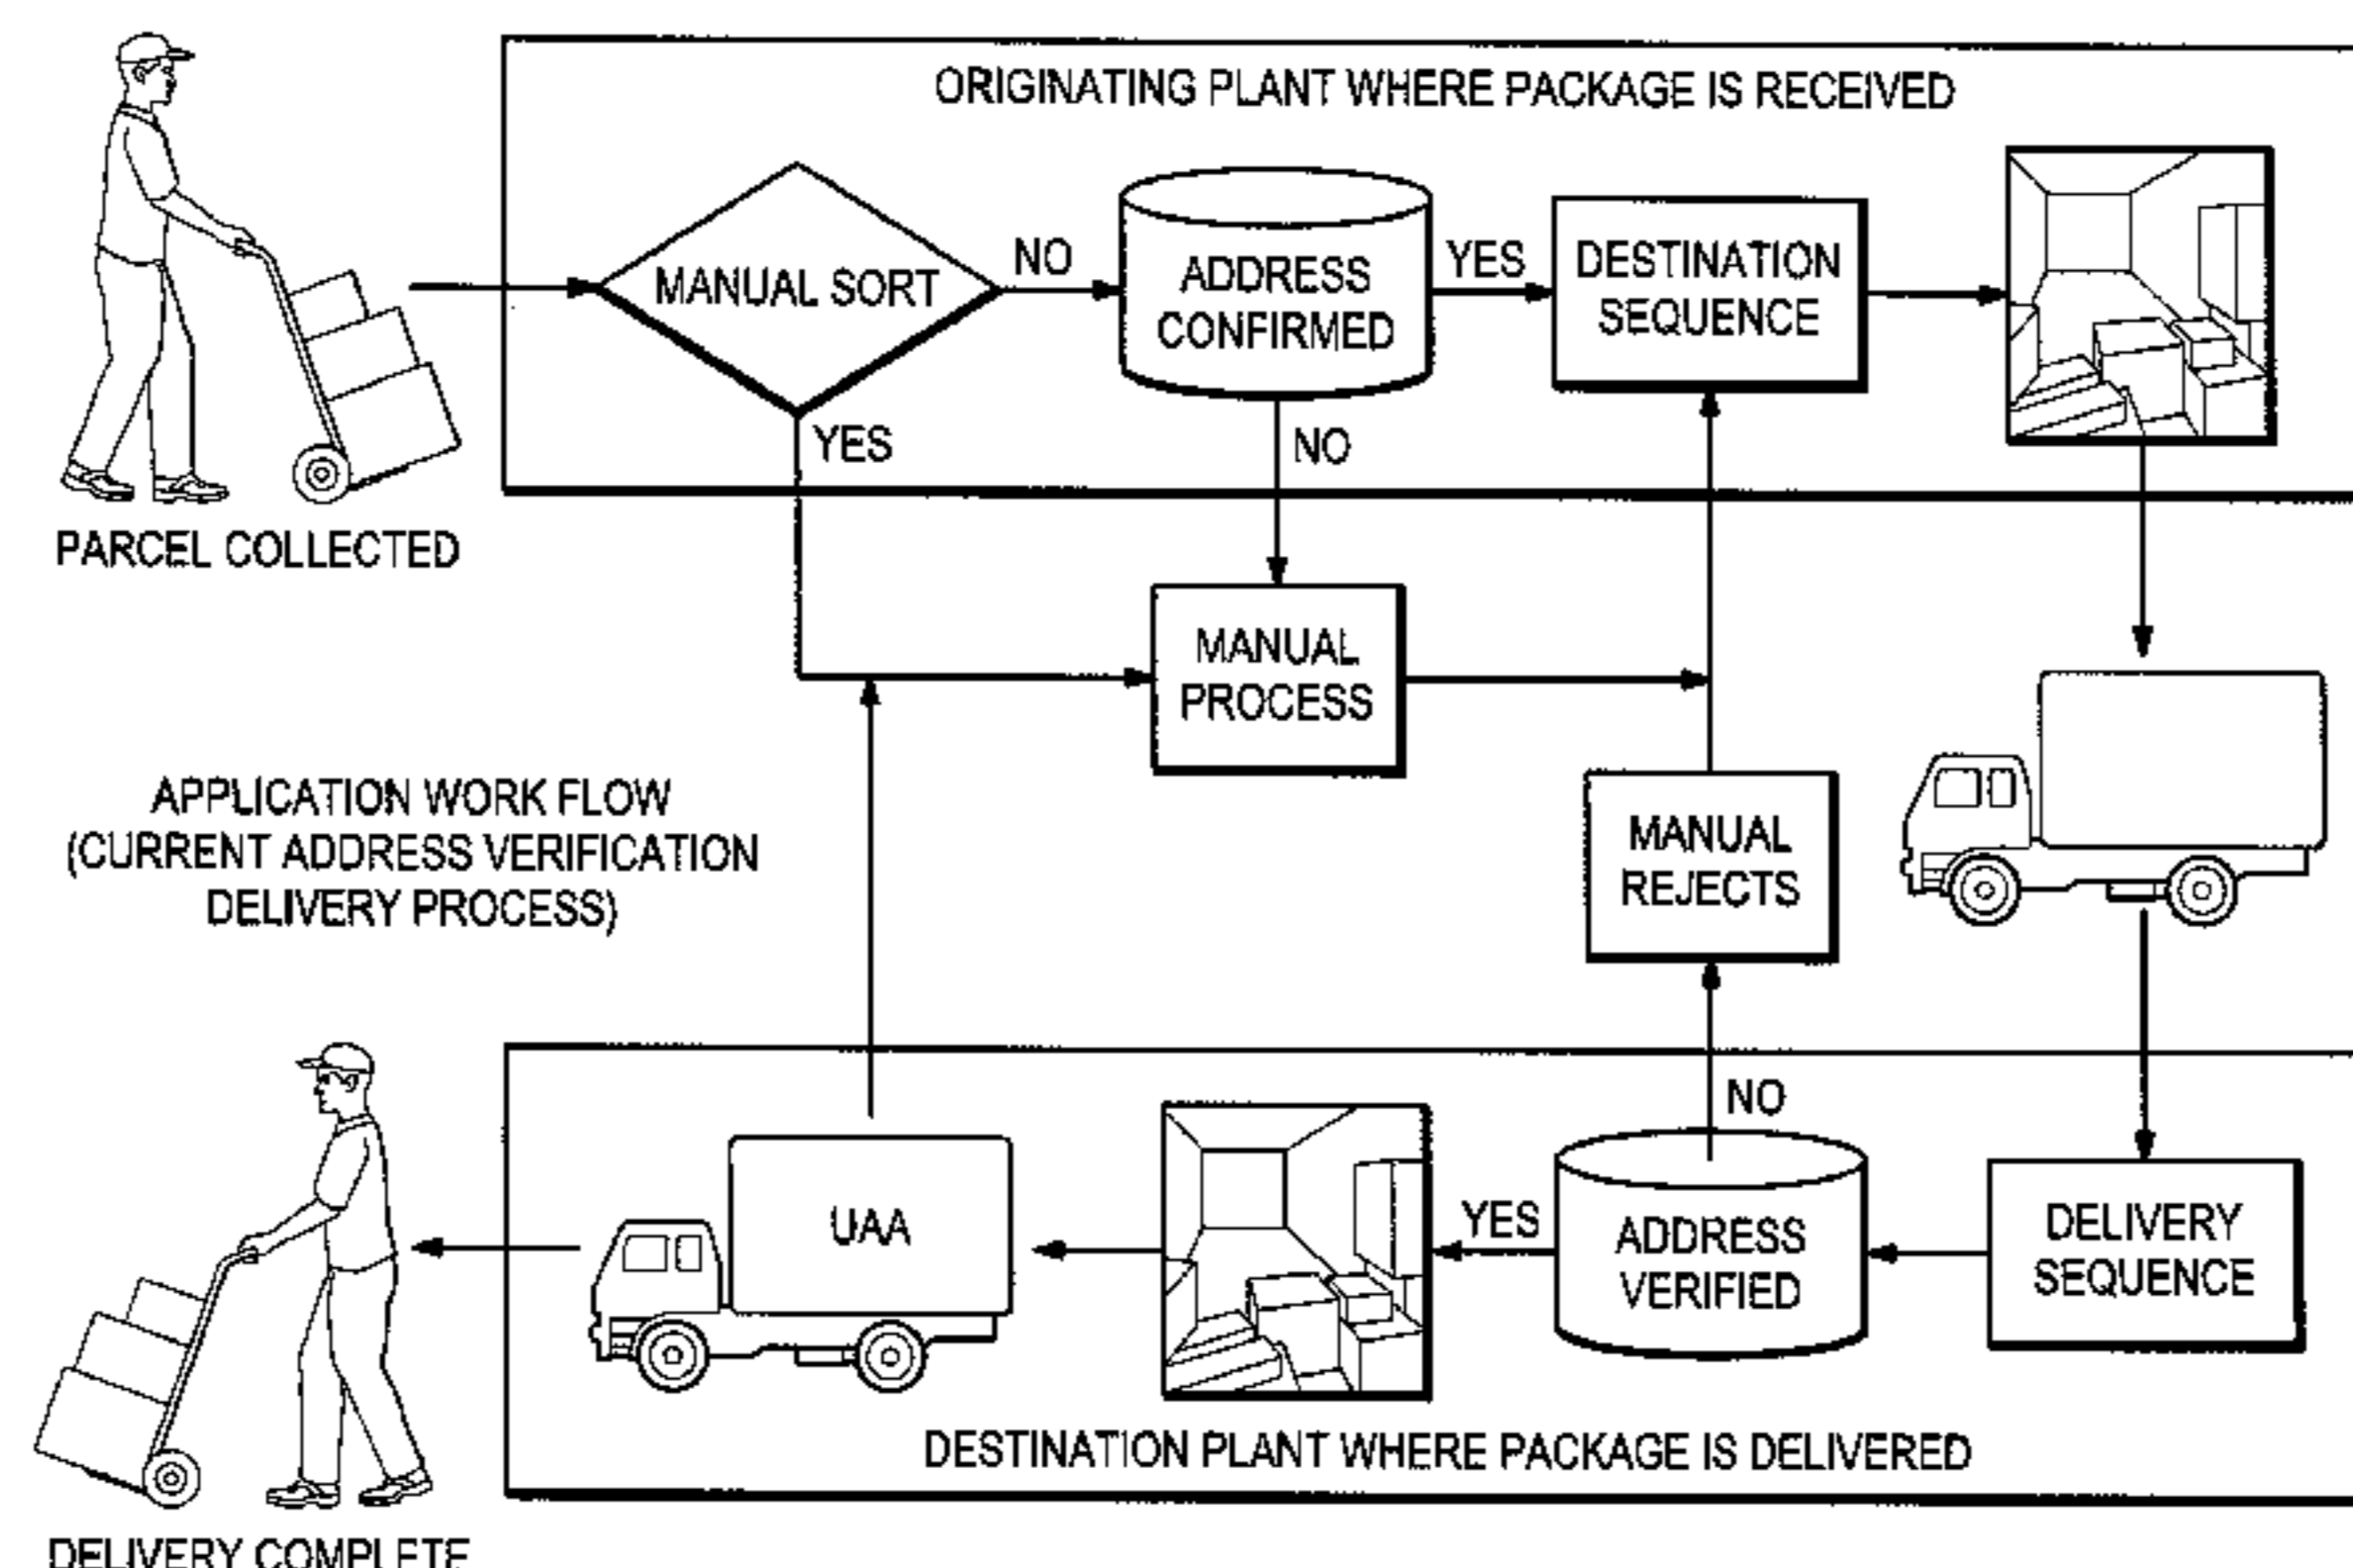 ORIGINATING PLANT WHERE PACKAGE IS RECEIVED
MANUAL SORT
NO
ADDRESS
CONFIRMED
YES
DESTINATION
SEQUENCE
YES
NO
PARCEL COLLECTED
MANUAL
PROCESS
APPLICATION WORK FLOW
(CURRENT ADDRESS VERIFICATION
DELIVERY PROCESS)
MANUAL
REJECTS
NO
UAA
YES
ADDRESS
VERIFIED
DELIVERY
SEQUENCE
DESTINATION PLANT WHERE PACKAGE IS DELIVERED
DELIVERY COMPLETE